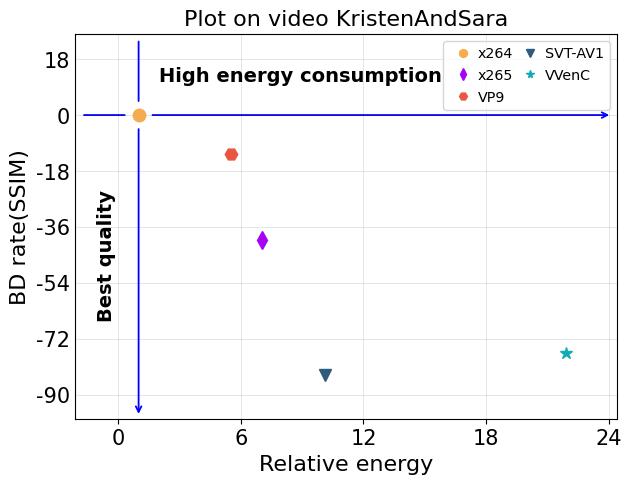 Plot on video KristenAndSara
x264
x265
VP9
SVT-AV1
VVenC
High energy consumption
Best quality
BD rate(SSIM)
18
0
-18
-36
-54
-72
-90
0
6
12
18
24
Relative energy